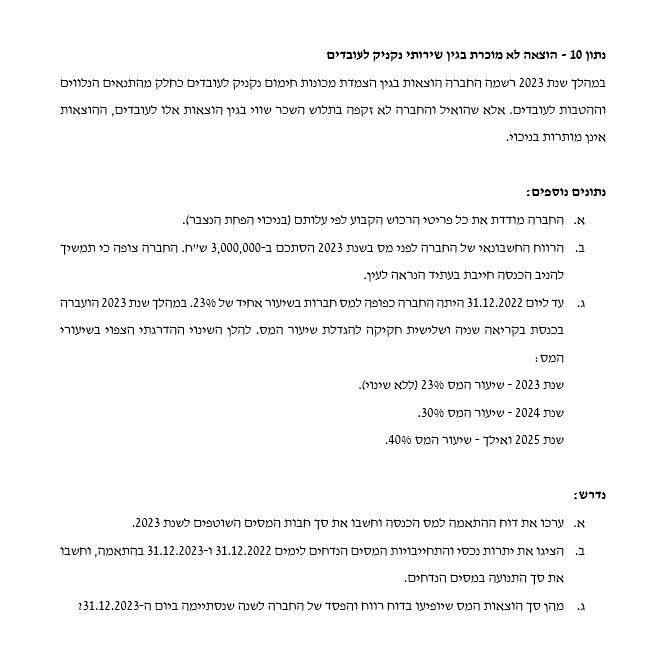 נתון 10 - הוצאה לא מוכרת בגין שירותי נקניק לעובדים
במהלך שנת 2023 רשמה החברה הוצאות בגין הצמדת מכונות חימום נקניק לעובדים כחלק מהתנאים הנלווים
וההטבות לעובדים. אלא שהואיל והחברה לא זקפה בתלוש השכר שווי בגין הוצאות אלו לעובדים, ההוצאות
אינן מותרות בניכוי.
נתונים נוספים:
א. החברה מודדת את כל פריטי הרכוש הקבוע לפי עלותם (בניכוי הפחת הנצבר).
ב. הרווח החשבונאי של החברה לפני מס בשנת 2023 הסתכם ב-3,000,000 ש״ח. החברה צופה כי תמשיך
להניב הכנסה חייבת בעתיד הנראה לעין.
ג. עד ליום 31.12.2022 היתה החברה כפופה למס חברות בשיעור אחיד של 23%. במהלך שנת 2023 הועברה
בכנסת בקריאה שניה ושלישית חקיקה להגדלת שיעור המס. להלן השינוי ההדרגתי הצפוי בשיעורי
המס:
שנת 2023 - שיעור המס 23% (ללא שינוי).
שנת 2024 - שיעור המס 30%.
שנת 2025 ואילך - שיעור המס 40%.
נדרש:
א. ערכו את דוח ההתאמה למס הכנסה וחשבו את סך חבות המסים השוטפים לשנת 2023.
ב. הציגו את יתרות נכסי והתחייבויות המסים הנדחים לימים 31.12.2022 ו-31.12.2023 בהתאמה, וחשבו
את סך התנועה במסים הנדחים.
ג. מהן סך הוצאות המס שיופיעו בדוח רווח והפסד של החברה לשנה שנסתיימה ביום ה-31.12.2023?